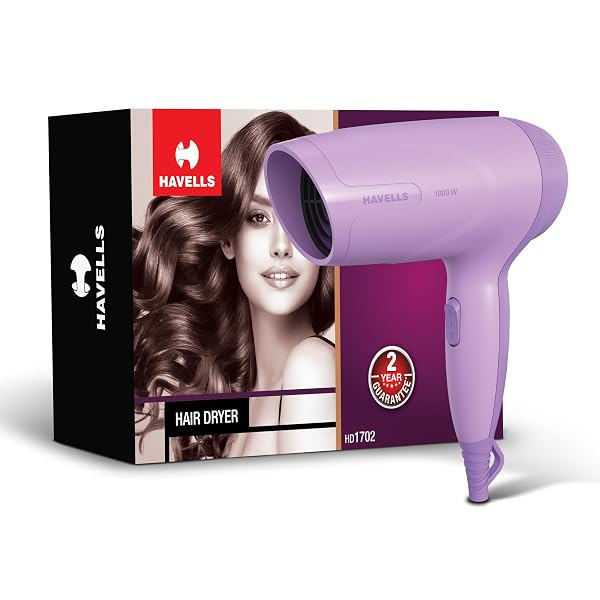 HAVELLS
HAVELLS
HAVELLS
1000 W
2
YEAR
GUARANTEE
HAIR DRYER
HD1702